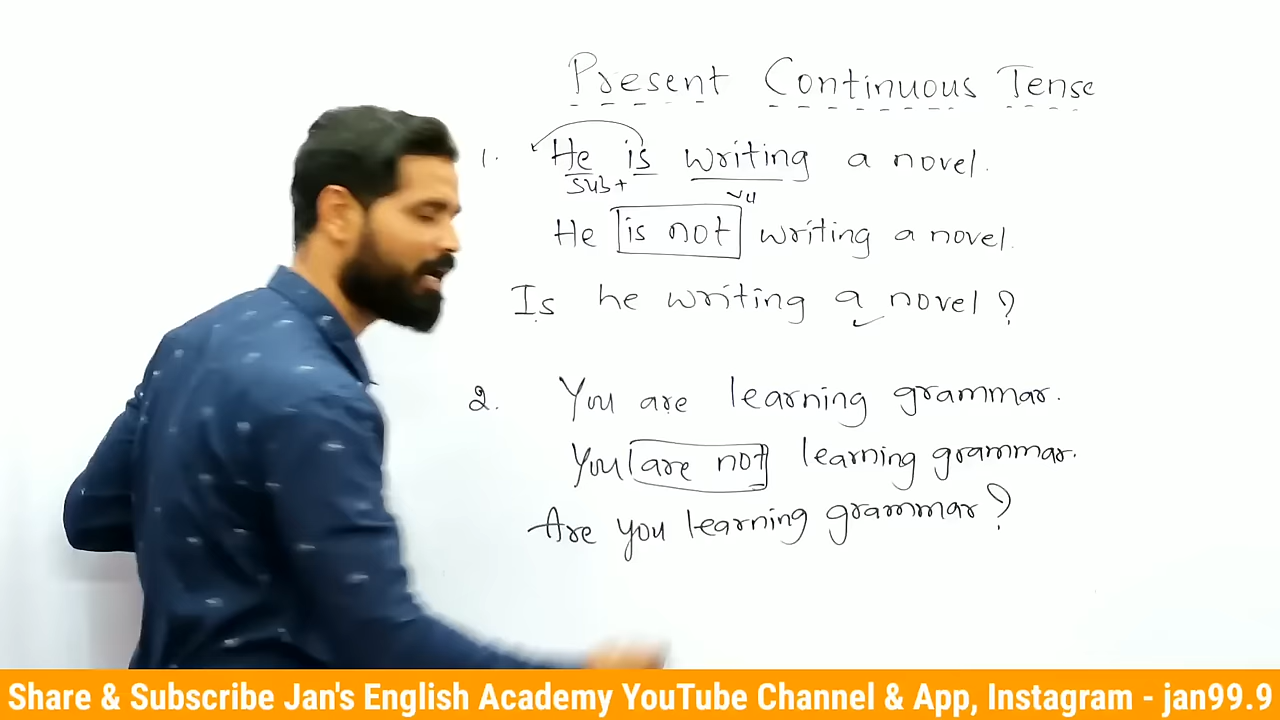 Present Continuous Tense
1. He is writing a novel.
sub+ v4
He is not writing a novel.
Is he writing a novel?
2. You are learning grammar.
You are not learning grammar.
Are you learning grammar?
Share & Subscribe Jan's English Academy YouTube Channel & App, Instagram - jan99.9